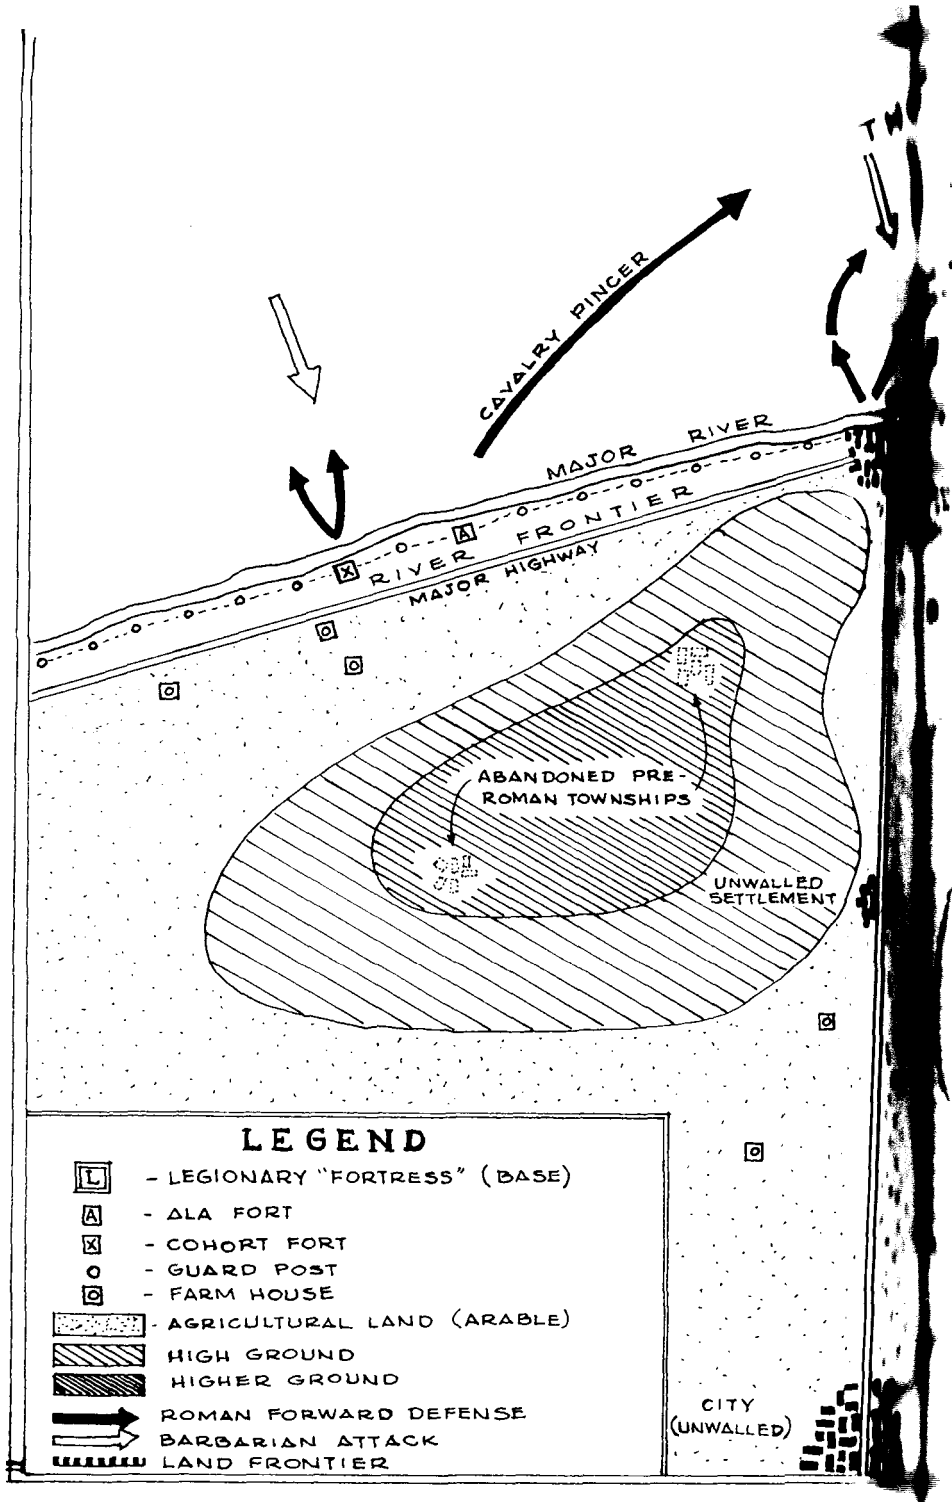 T
CAVALRY PINCER
MAJOR RIVER
A
RIVER FRONTIER
X
MAJOR HIGHWAY
ABANDONED PRE-
ROMAN TOWNSHIPS
UNWALLED
SETTLEMENT
LEGEND
L - LEGIONARY "FORTRESS" (BASE)
A - ALA FORT
X - COHORT FORT
- GUARD POST
- FARM HOUSE
- AGRICULTURAL LAND (ARABLE)
HIGH GROUND
HIGHER GROUND
ROMAN FORWARD DEFENSE
BARBARIAN ATTACK
LAND FRONTIER
CITY
(UNWALLED)